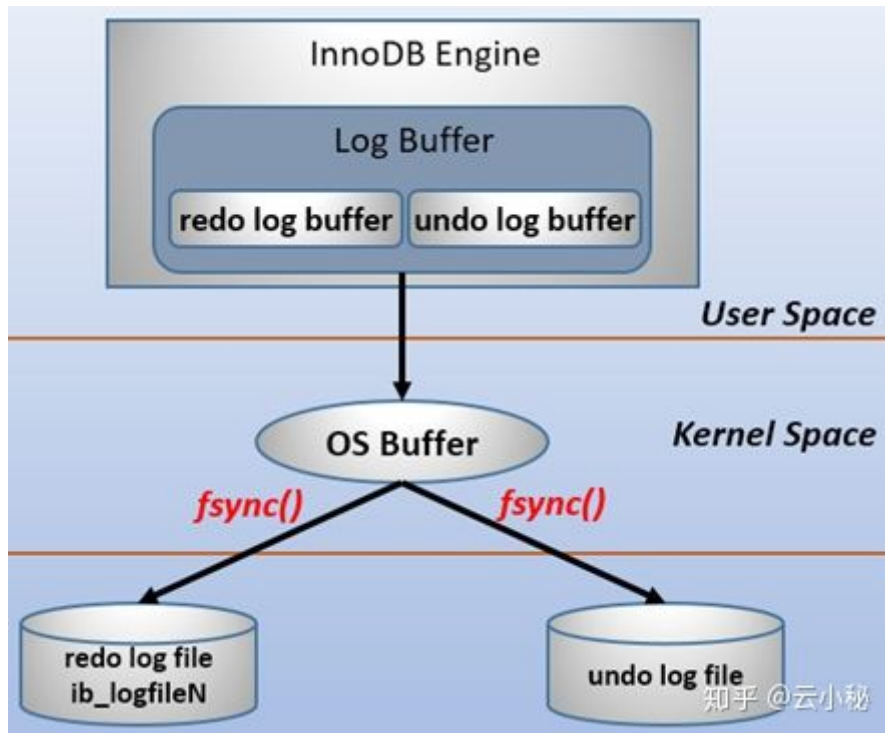 InnoDB Engine
Log Buffer
redo log buffer
undo log buffer
User Space
OS Buffer
Kernel Space
fsync()
fsync()
redo log file
ib_logfileN
undo log file
知乎 @云小秘